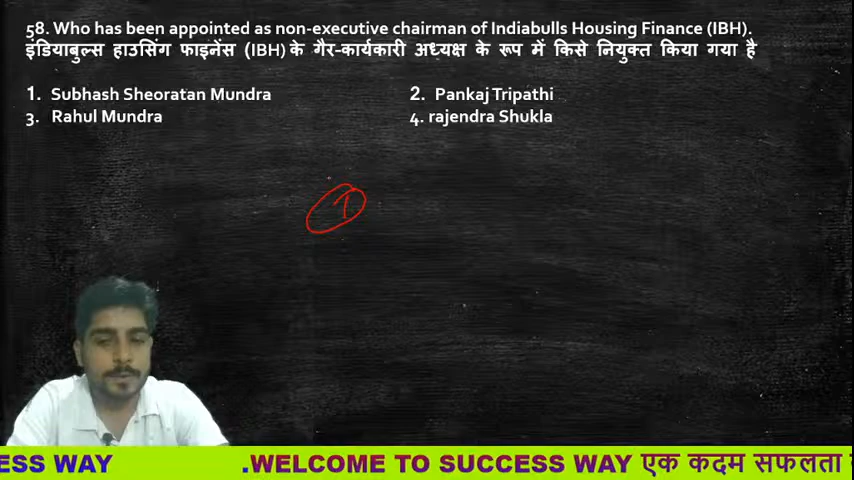 58. Who has been appointed as non-executive chairman of Indiabulls Housing Finance (IBH).
इंडियाबुल्स हाउसिंग फाइनेंस (IBH) के गैर-कार्यकारी अध्यक्ष के रूप में किसे नियुक्त किया गया है
1. Subhash Sheoratan Mundra
2. Pankaj Tripathi
3. Rahul Mundra
4. rajendra Shukla
1
ESS WAY .WELCOME TO SUCCESS WAY एक कदम सफलता